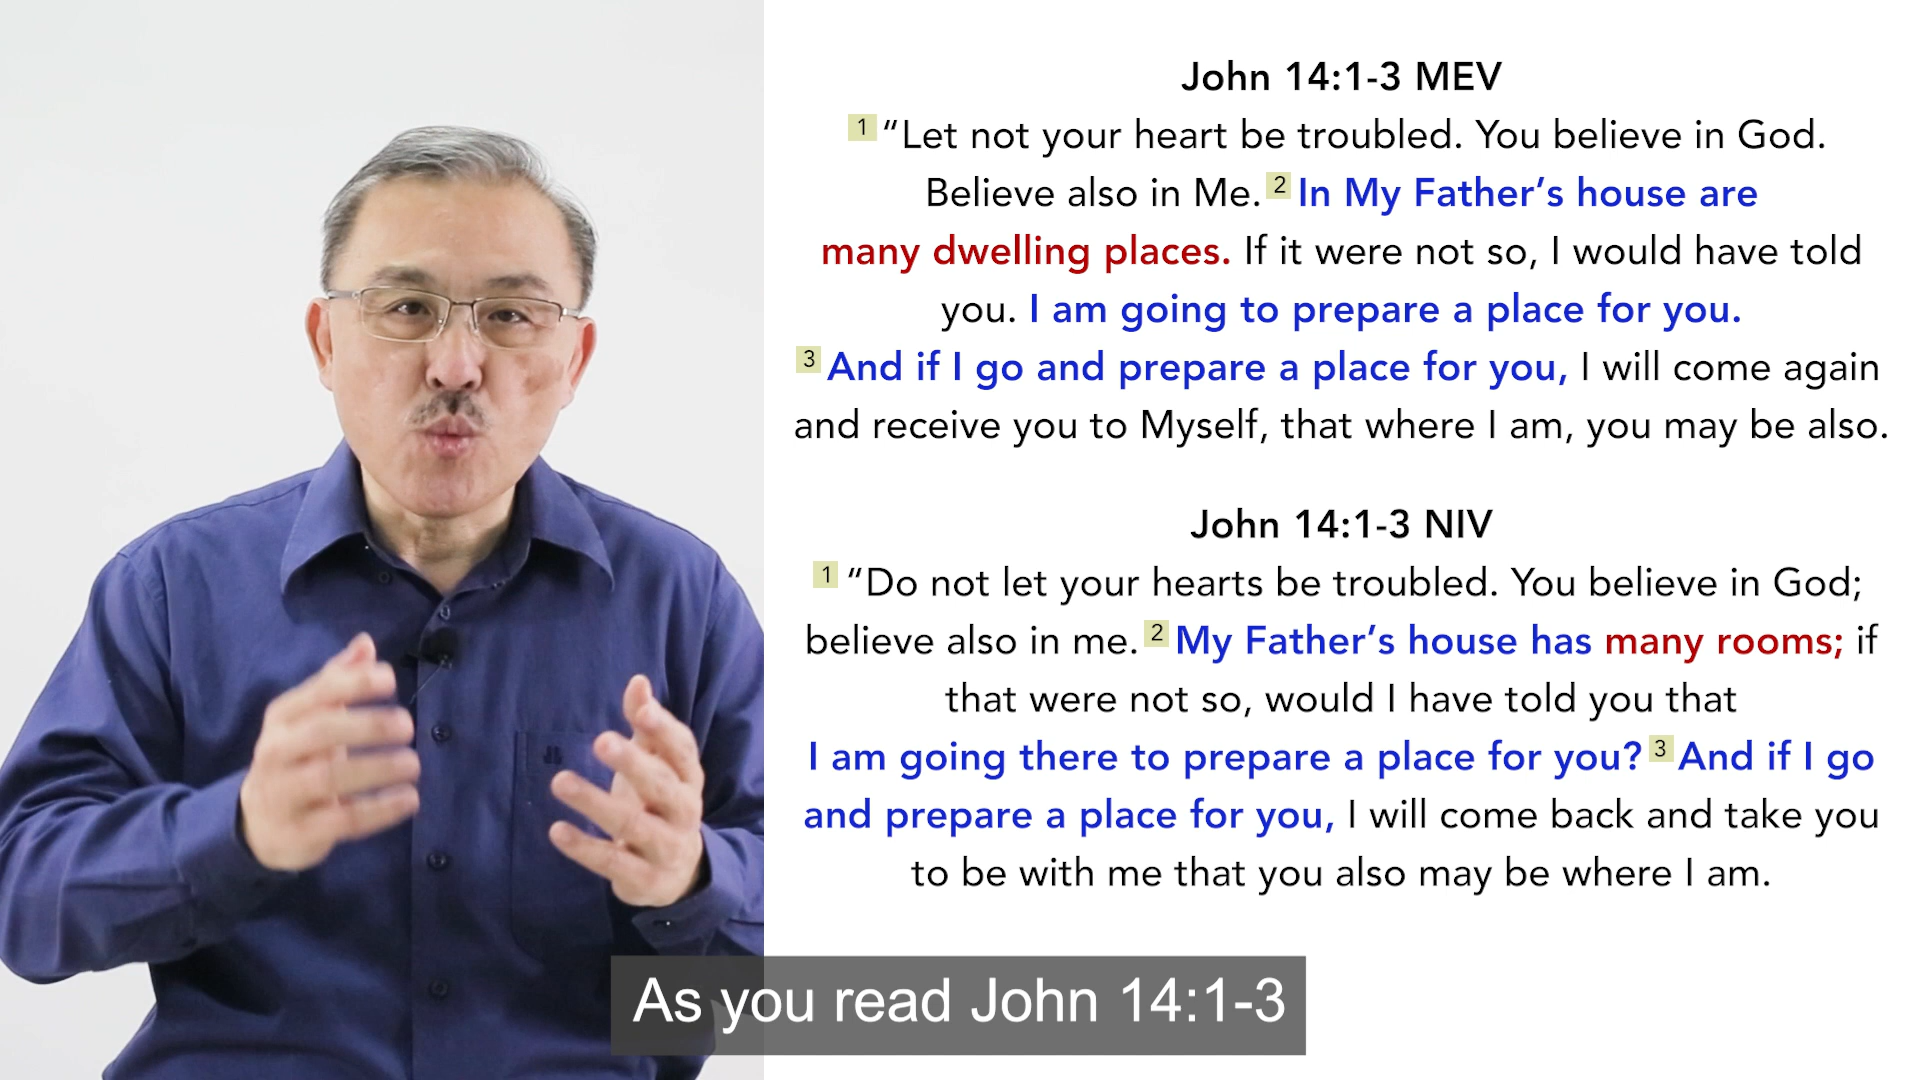 John 14:1-3 MEV
1 “Let not your heart be troubled. You believe in God.
Believe also in Me. 2 In My Father’s house are
many dwelling places. If it were not so, I would have told
you. I am going to prepare a place for you.
3 And if I go and prepare a place for you, I will come again
and receive you to Myself, that where I am, you may be also.
John 14:1-3 NIV
1 “Do not let your hearts be troubled. You believe in God;
believe also in me. 2 My Father’s house has many rooms; if
that were not so, would I have told you that
I am going there to prepare a place for you? 3 And if I go
and prepare a place for you, I will come back and take you
to be with me that you also may be where I am.
As you read John 14:1-3